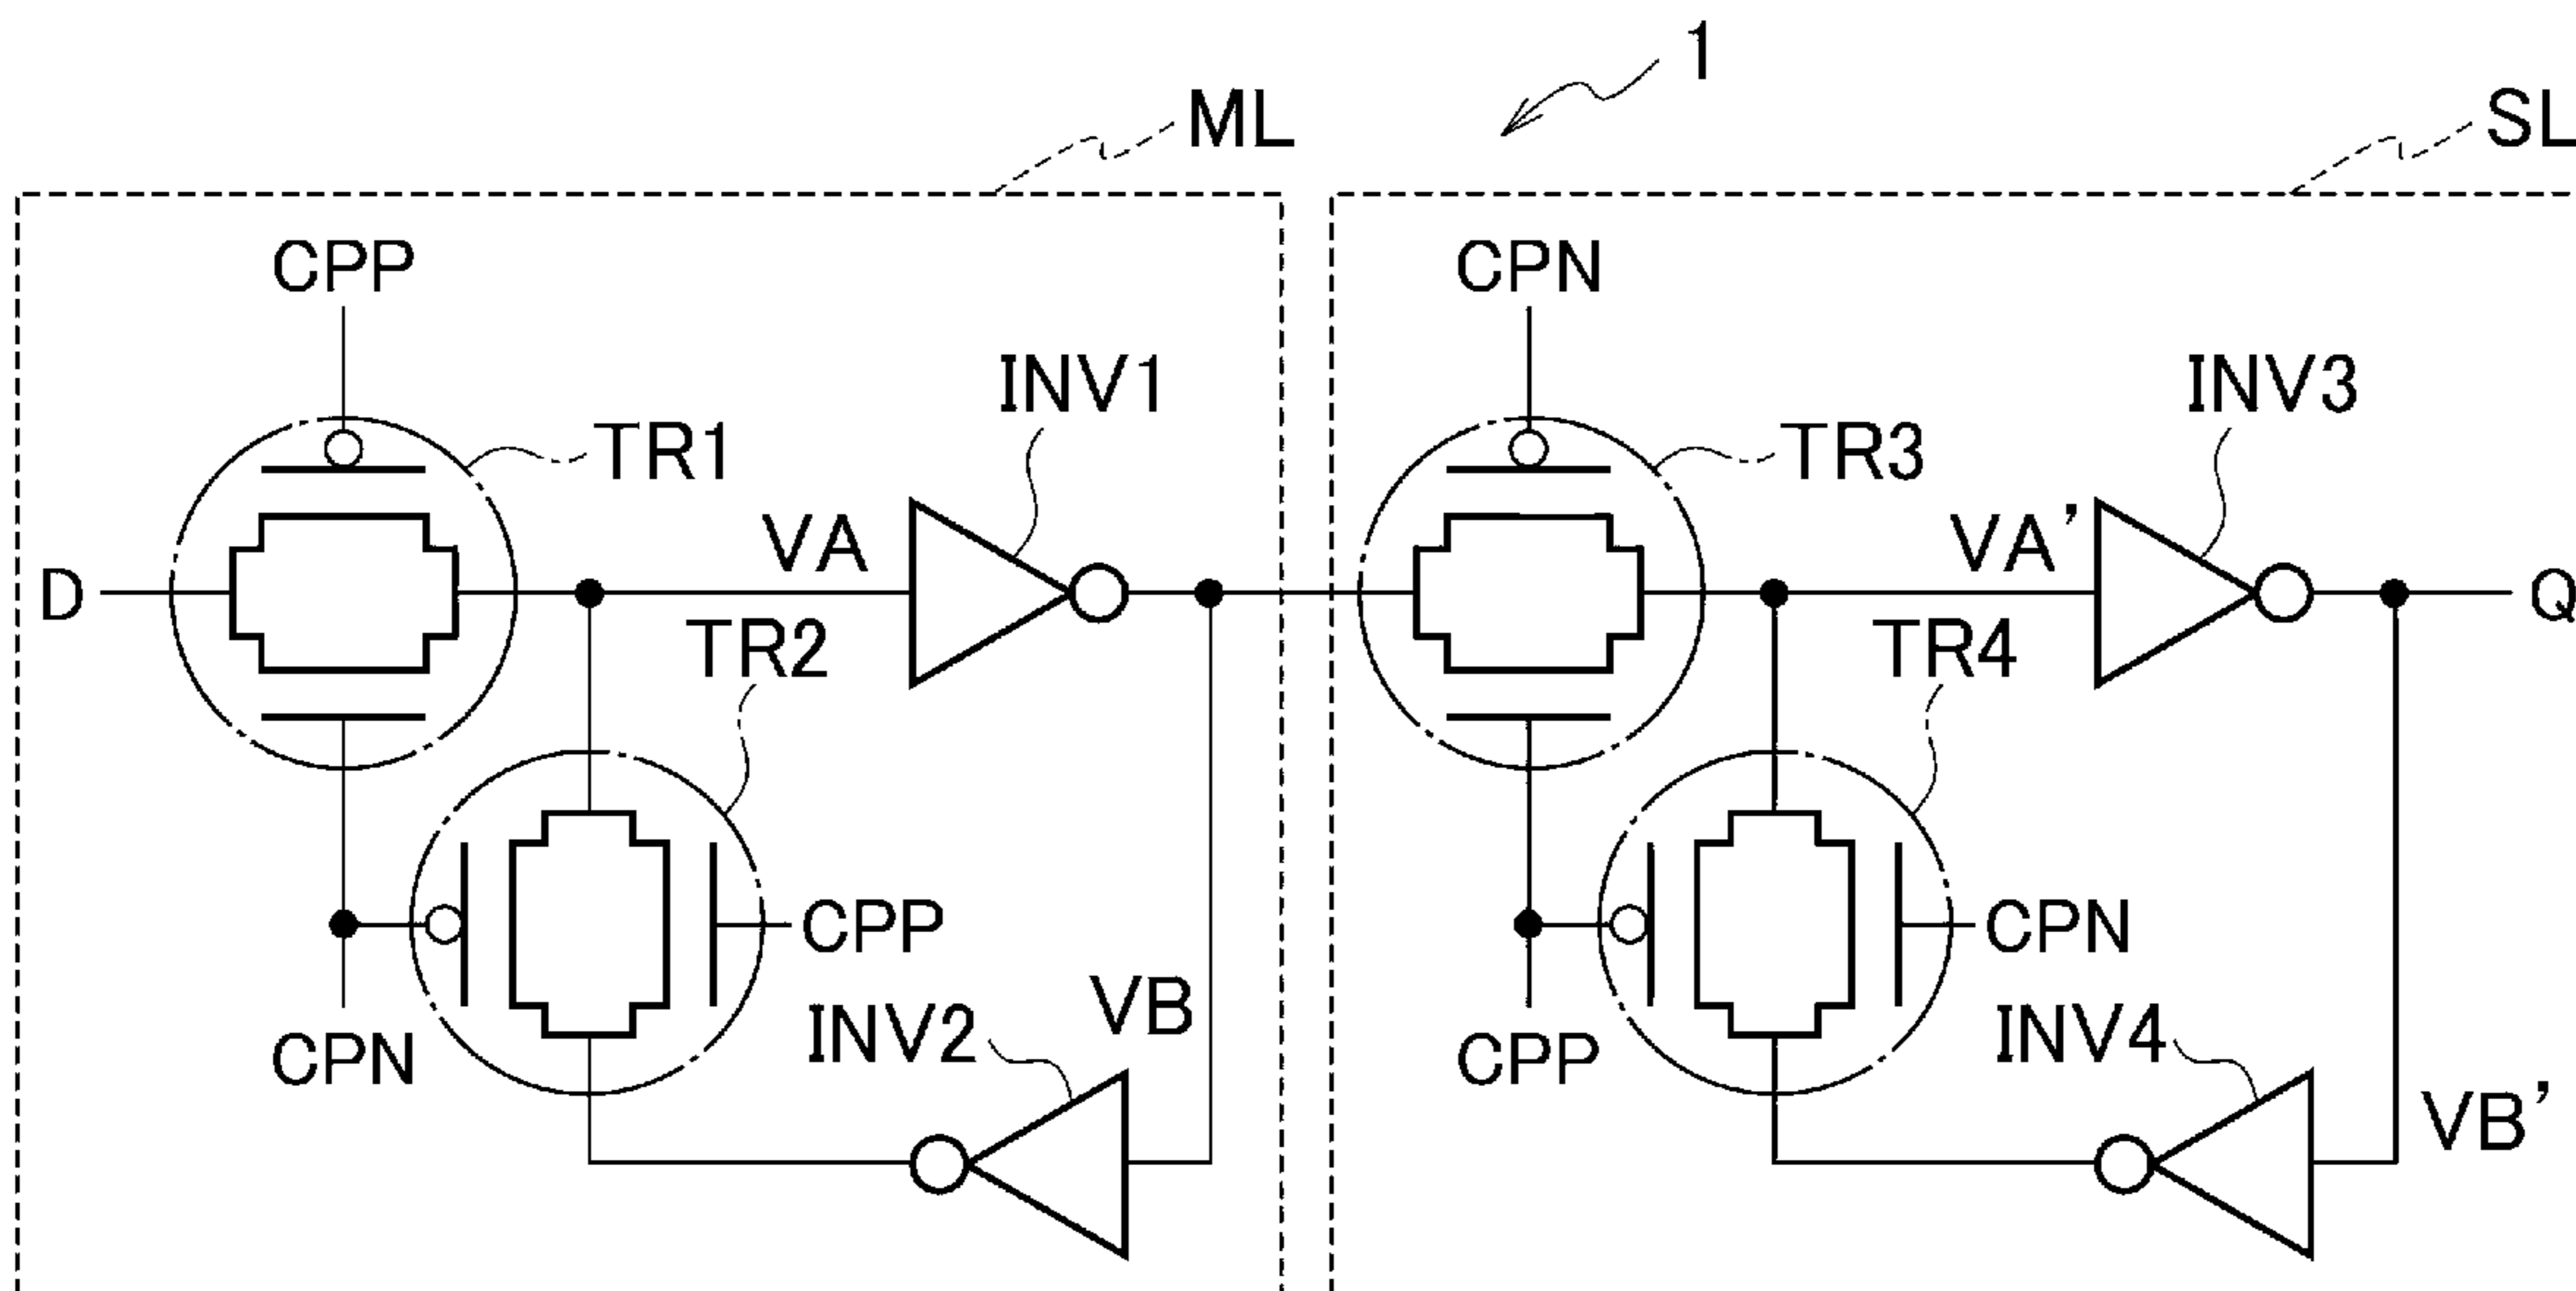 1
ML
SL
CPP
CPN
INV1
INV3
TR1
TR3
VA
VA’
D
Q
TR2
TR4
CPP
CPN
VB
INV2
INV4
CPN
CPP
VB’